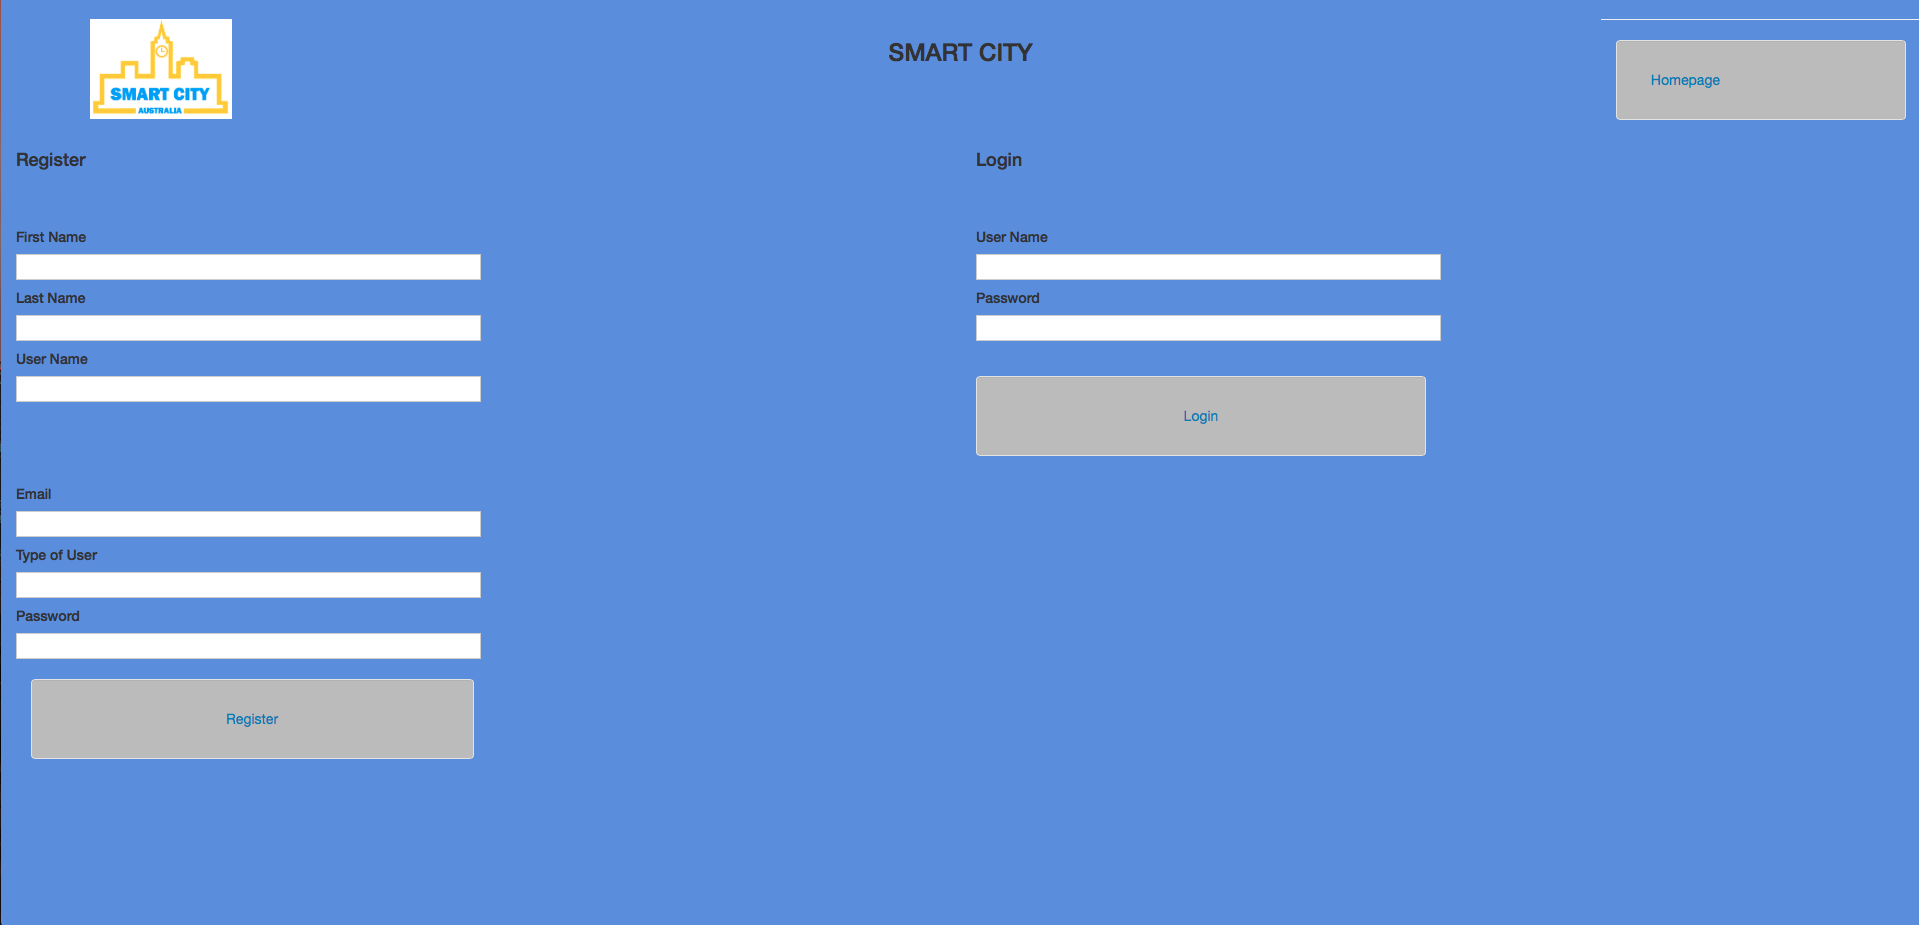 SMART CITY
AUSTRALIA
SMART CITY
Homepage
Register
First Name
Last Name
User Name
Email
Type of User
Password
Register
Login
User Name
Password
Login